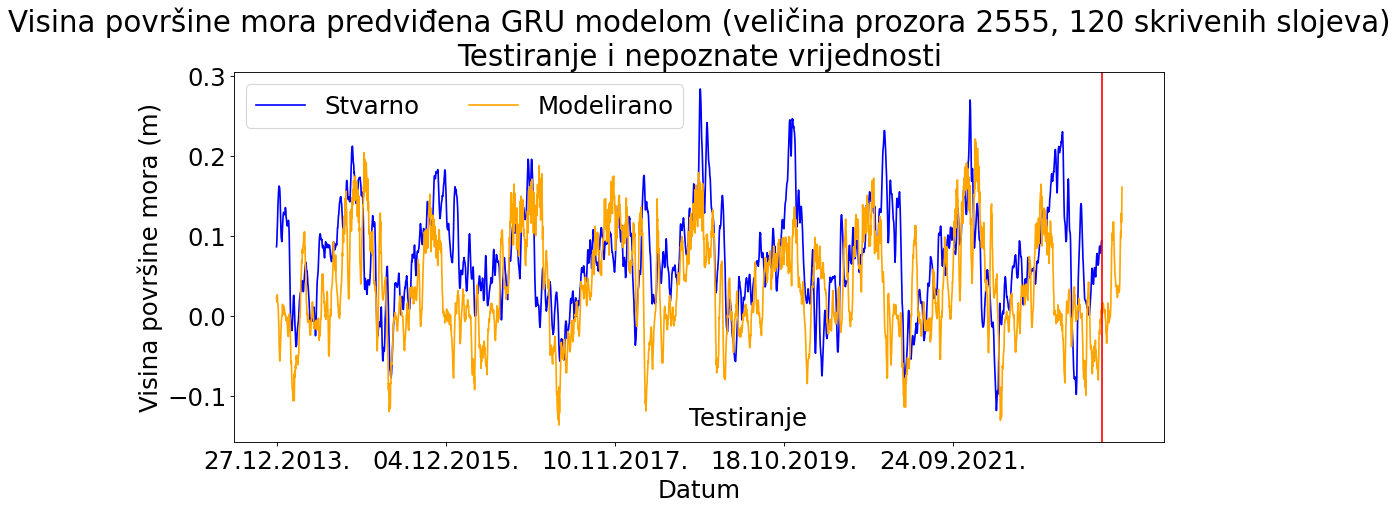 Visina površine mora predviđena GRU modelom (veličina prozora 2555, 120 skrivenih slojeva)
Testiranje i nepoznate vrijednosti
Stvarno
Modelirano
0.3
0.2
0.1
0.0
−0.1
Visina površine mora (m)
Testiranje
27.12.2013.
04.12.2015.
10.11.2017.
18.10.2019.
24.09.2021.
Datum